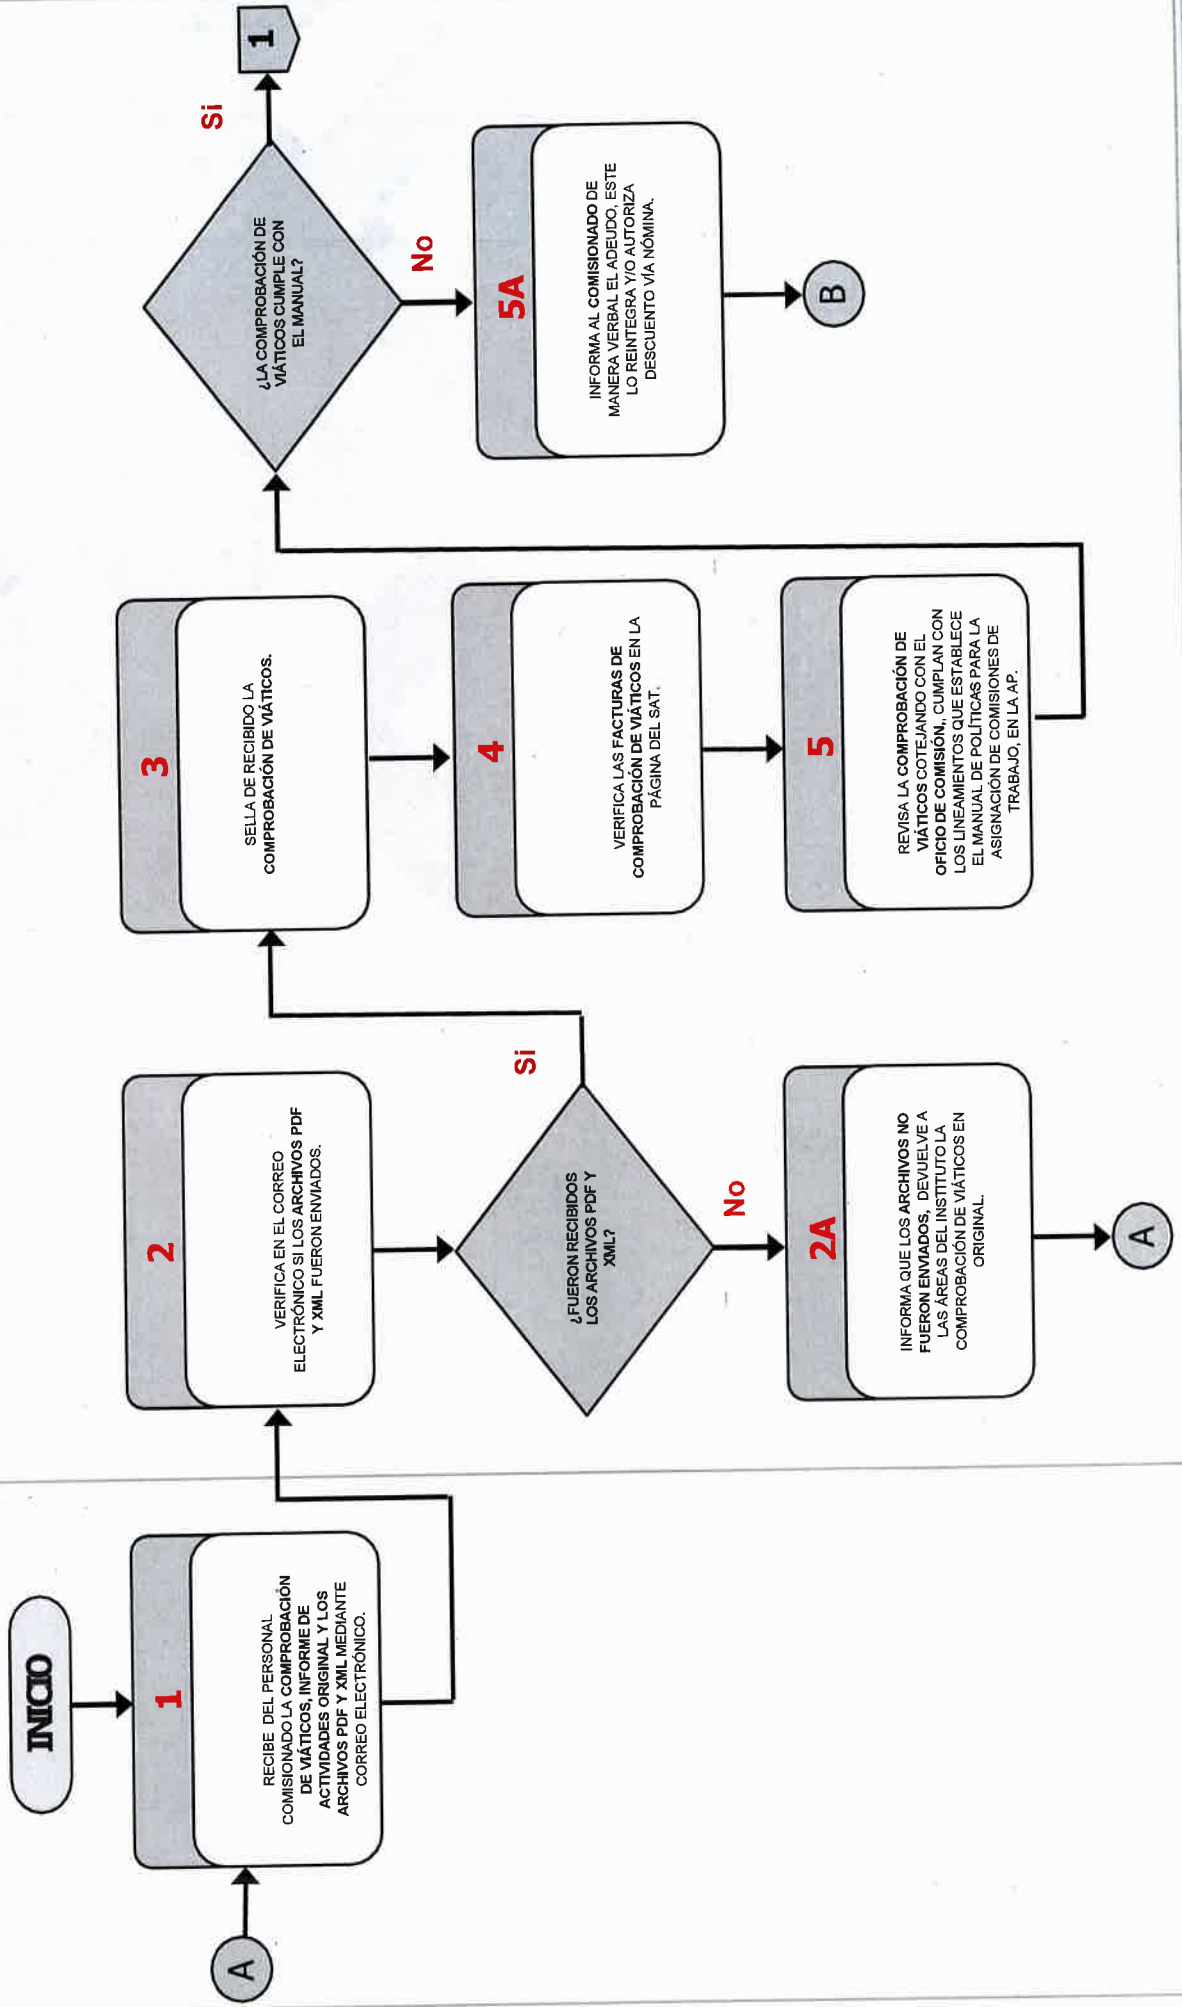 INICIO
A
1
RECIBE DEL PERSONAL
COMISIONADO LA COMPROBACIÓN
DE VIÁTICOS, INFORME DE
ACTIVIDADES ORIGINAL Y LOS
ARCHIVOS PDF Y XML MEDIANTE
CORREO ELECTRÓNICO.
2
VERIFICA EN EL CORREO
ELECTRÓNICO SI LOS ARCHIVOS PDF
Y XML FUERON ENVIADOS.
¿FUERON RECIBIDOS
LOS ARCHIVOS PDF Y
XML?
Si
No
2A
INFORMA QUE LOS ARCHIVOS NO
FUERON ENVIADOS, DEVUELVE A
LAS ÁREAS DEL INSTITUTO LA
COMPROBACIÓN DE VIÁTICOS EN
ORIGINAL.
A
3
SELLA DE RECIBIDO LA
COMPROBACIÓN DE VIÁTICOS.
4
VERIFICA LAS FACTURAS DE
COMPROBACIÓN DE VIÁTICOS EN LA
PÁGINA DEL SAT.
5
REVISA LA COMPROBACIÓN DE
VIÁTICOS COTEJANDO CON EL
OFICIO DE COMISIÓN, CUMPLAN CON
LOS LINEAMIENTOS QUE ESTABLECE
EL MANUAL DE POLÍTICAS PARA LA
ASIGNACIÓN DE COMISIONES DE
TRABAJO, EN LA AP.
¿LA COMPROBACIÓN DE
VIÁTICOS CUMPLE CON
EL MANUAL?
Si
1
No
5A
INFORMA AL COMISIONADO DE
MANERA VERBAL EL ADEUDO, ESTE
LO REINTEGRA Y/O AUTORIZA
DESCUENTO VÍA NÓMINA.
B